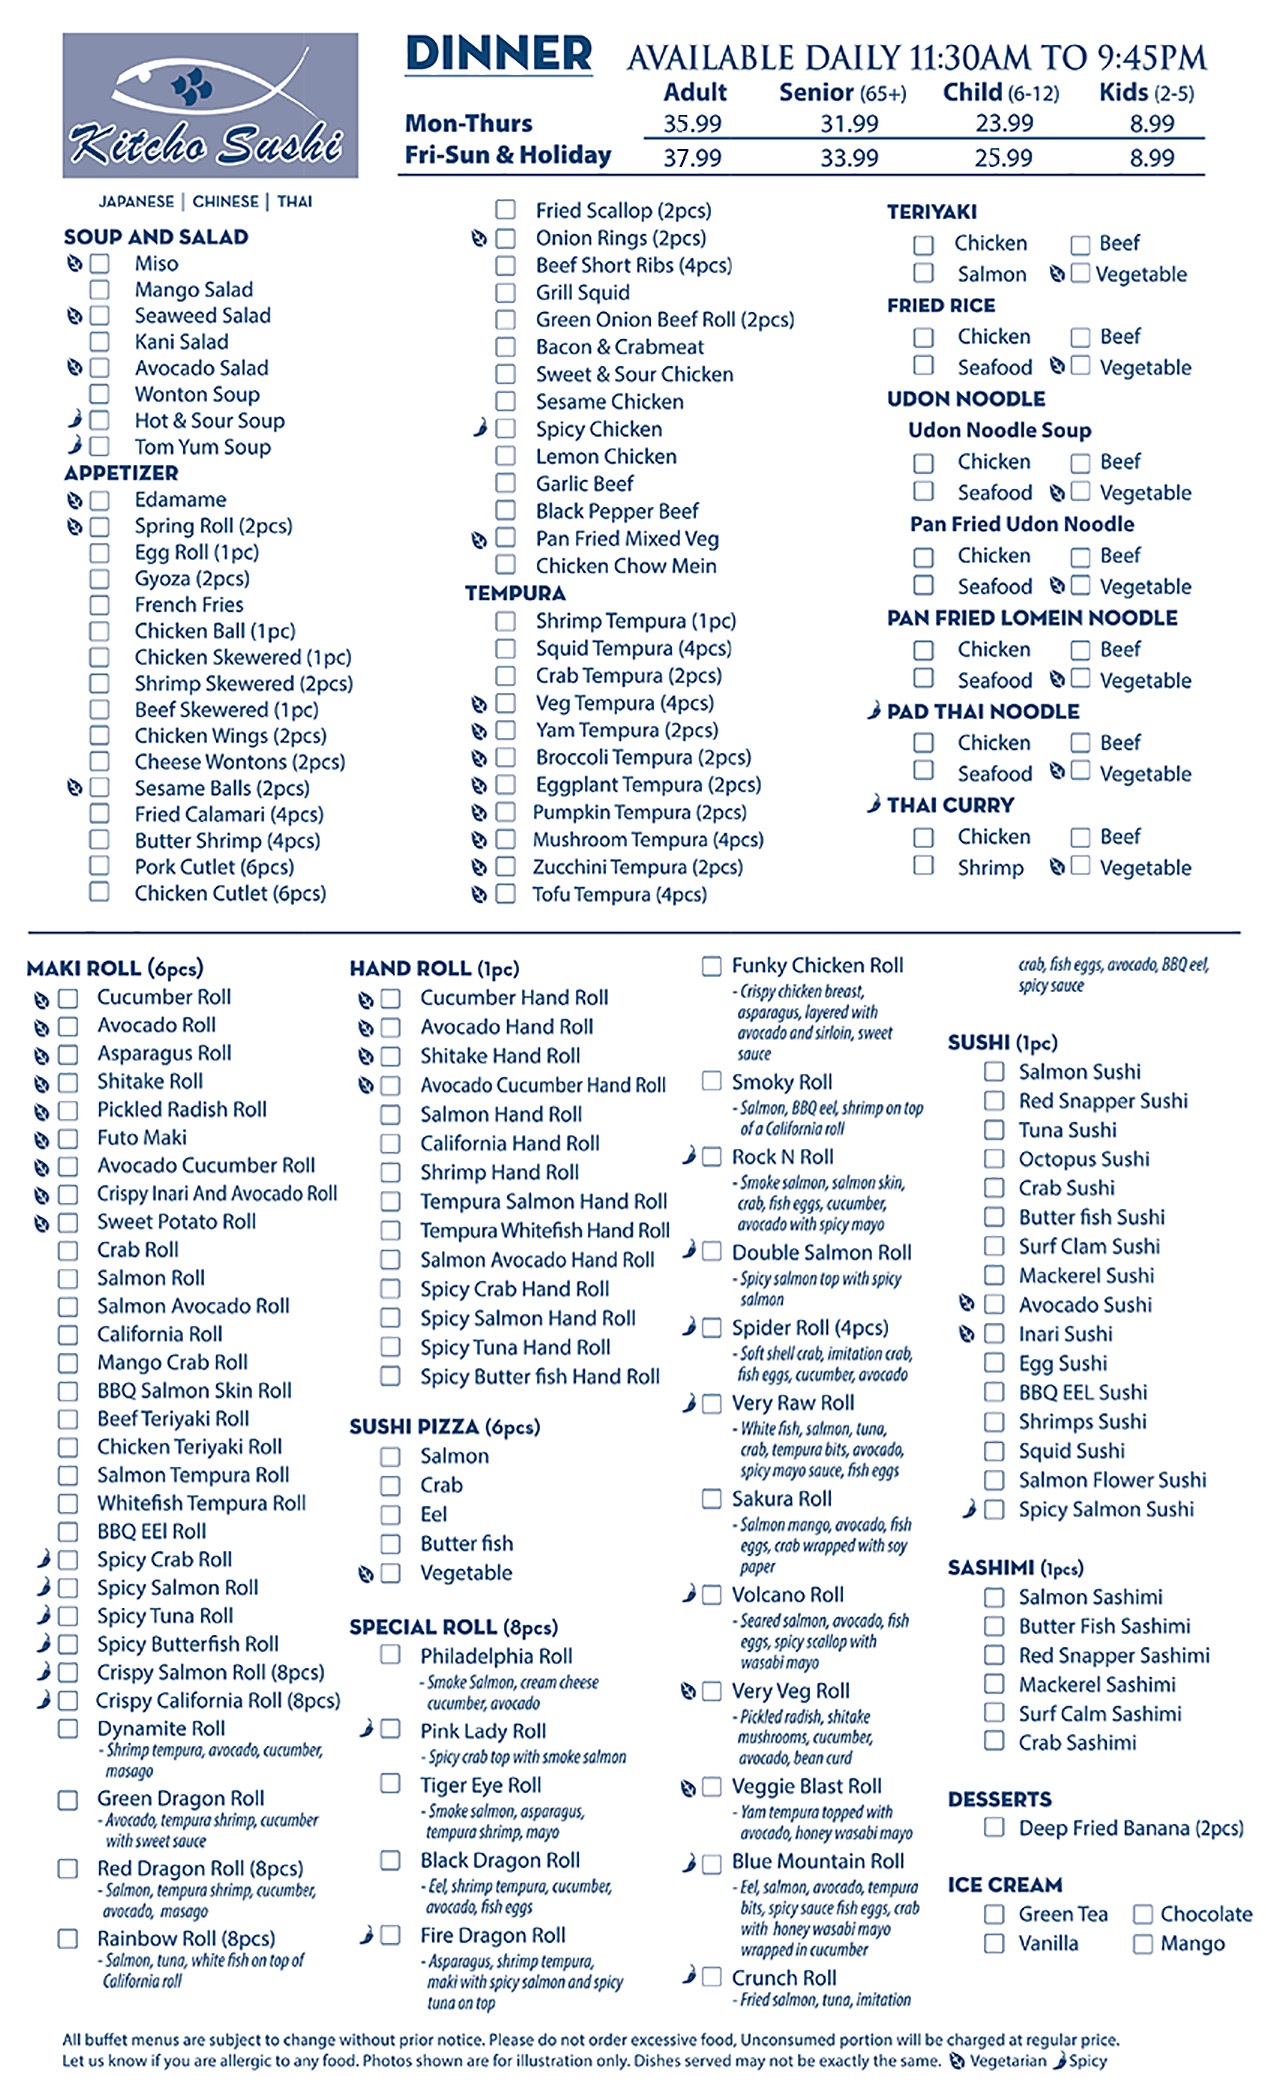 Kitcho Sushi
JAPANESE | CHINESE | THAI
DINNER AVAILABLE DAILY 11:30AM TO 9:45PM
Adult Senior (65+) Child (6-12) Kids (2-5)
Mon-Thurs 35.99 31.99 23.99 8.99
Fri-Sun & Holiday 37.99 33.99 25.99 8.99
SOUP AND SALAD
Miso
Mango Salad
Seaweed Salad
Kani Salad
Avocado Salad
Wonton Soup
Hot & Sour Soup
Tom Yum Soup
APPETIZER
Edamame
Spring Roll (2pcs)
Egg Roll (1pc)
Gyoza (2pcs)
French Fries
Chicken Ball (1pc)
Chicken Skewered (1pc)
Shrimp Skewered (2pcs)
Beef Skewered (1pc)
Chicken Wings (2pcs)
Cheese Wontons (2pcs)
Sesame Balls (2pcs)
Fried Calamari (4pcs)
Butter Shrimp (4pcs)
Pork Cutlet (6pcs)
Chicken Cutlet (6pcs)
Fried Scallop (2pcs)
Onion Rings (2pcs)
Beef Short Ribs (4pcs)
Grill Squid
Green Onion Beef Roll (2pcs)
Bacon & Crabmeat
Sweet & Sour Chicken
Sesame Chicken
Spicy Chicken
Lemon Chicken
Garlic Beef
Black Pepper Beef
Pan Fried Mixed Veg
Chicken Chow Mein
TEMPURA
Shrimp Tempura (1pc)
Squid Tempura (4pcs)
Crab Tempura (2pcs)
Veg Tempura (4pcs)
Yam Tempura (2pcs)
Broccoli Tempura (2pcs)
Eggplant Tempura (2pcs)
Pumpkin Tempura (2pcs)
Mushroom Tempura (4pcs)
Zucchini Tempura (2pcs)
Tofu Tempura (4pcs)
TERIYAKI
Chicken Beef
Salmon Vegetable
FRIED RICE
Chicken Beef
Seafood Vegetable
UDON NOODLE
Udon Noodle Soup
Chicken Beef
Seafood Vegetable
Pan Fried Udon Noodle
Chicken Beef
Seafood Vegetable
PAN FRIED LOMEIN NOODLE
Chicken Beef
Seafood Vegetable
PAD THAI NOODLE
Chicken Beef
Seafood Vegetable
THAI CURRY
Chicken Beef
Shrimp Vegetable
MAKI ROLL (6pcs)
Cucumber Roll
Avocado Roll
Asparagus Roll
Shitake Roll
Pickled Radish Roll
Futo Maki
Avocado Cucumber Roll
Crispy Inari And Avocado Roll
Sweet Potato Roll
Crab Roll
Salmon Roll
Salmon Avocado Roll
California Roll
Mango Crab Roll
BBQ Salmon Skin Roll
Beef Teriyaki Roll
Chicken Teriyaki Roll
Salmon Tempura Roll
Whitefish Tempura Roll
BBQ EEl Roll
Spicy Crab Roll
Spicy Salmon Roll
Spicy Tuna Roll
Spicy Butterfish Roll
Crispy Salmon Roll (8pcs)
Crispy California Roll (8pcs)
Dynamite Roll
- Shrimp tempura, avocado, cucumber,
masago
Green Dragon Roll
- Avocado, tempura shrimp, cucumber
with sweet sauce
Red Dragon Roll (8pcs)
- Salmon, tempura shrimp, cucumber,
avocado, masago
Rainbow Roll (8pcs)
- Salmon, tuna, white fish on top of
California roll
HAND ROLL (1pc)
Cucumber Hand Roll
Avocado Hand Roll
Shitake Hand Roll
Avocado Cucumber Hand Roll
Salmon Hand Roll
California Hand Roll
Shrimp Hand Roll
Tempura Salmon Hand Roll
Tempura Whitefish Hand Roll
Salmon Avocado Hand Roll
Spicy Crab Hand Roll
Spicy Salmon Hand Roll
Spicy Tuna Hand Roll
Spicy Butter fish Hand Roll
SUSHI PIZZA (6pcs)
Salmon
Crab
Eel
Butter fish
Vegetable
SPECIAL ROLL (8pcs)
Philadelphia Roll
- Smoke Salmon, cream cheese
cucumber, avocado
Pink Lady Roll
- Spicy crab top with smoke salmon
Tiger Eye Roll
- Smoke salmon, asparagus,
tempura shrimp, mayo
Black Dragon Roll
- Eel, shrimp tempura, cucumber,
avocado, fish eggs
Fire Dragon Roll
- Asparagus, shrimp tempura,
maki with spicy salmon and spicy
tuna on top
Funky Chicken Roll
- Crispy chicken breast,
asparagus, layered with
avocado and sirloin, sweet
sauce
Smoky Roll
- Salmon, BBQ eel, shrimp on top
of a California roll
Rock N Roll
- Smoke salmon, salmon skin,
crab, fish eggs, cucumber,
avocado with spicy mayo
Double Salmon Roll
- Spicy salmon top with spicy
salmon
Spider Roll (4pcs)
- Soft shell crab, imitation crab,
fish eggs, cucumber, avocado
Very Raw Roll
- White fish, salmon, tuna,
crab, tempura bits, avocado,
spicy mayo sauce, fish eggs
Sakura Roll
- Salmon mango, avocado, fish
eggs, crab wrapped with soy
paper
Volcano Roll
- Seared salmon, avocado, fish
eggs, spicy scallop with
wasabi mayo
Very Veg Roll
- Pickled radish, shitake
mushrooms, cucumber,
avocado, bean curd
Veggie Blast Roll
- Yam tempura topped with
avocado, honey wasabi mayo
Blue Mountain Roll
- Eel, salmon, avocado, tempura
bits, spicy sauce fish eggs, crab
with honey wasabi mayo
wrapped in cucumber
Crunch Roll
- Fried salmon, tuna, imitation
crab, fish eggs, avocado, BBQ eel,
spicy sauce
SUSHI (1pc)
Salmon Sushi
Red Snapper Sushi
Tuna Sushi
Octopus Sushi
Crab Sushi
Butter fish Sushi
Surf Clam Sushi
Mackerel Sushi
Avocado Sushi
Inari Sushi
Egg Sushi
BBQ EEL Sushi
Shrimps Sushi
Squid Sushi
Salmon Flower Sushi
Spicy Salmon Sushi
SASHIMI (1pcs)
Salmon Sashimi
Butter Fish Sashimi
Red Snapper Sashimi
Mackerel Sashimi
Surf Calm Sashimi
Crab Sashimi
DESSERTS
Deep Fried Banana (2pcs)
ICE CREAM
Green Tea Chocolate
Vanilla Mango
All buffet menus are subject to change without prior notice. Please do not order excessive food, Unconsumed portion will be charged at regular price.
Let us know if you are allergic to any food. Photos shown are for illustration only. Dishes served may not be exactly the same. Vegetarian Spicy